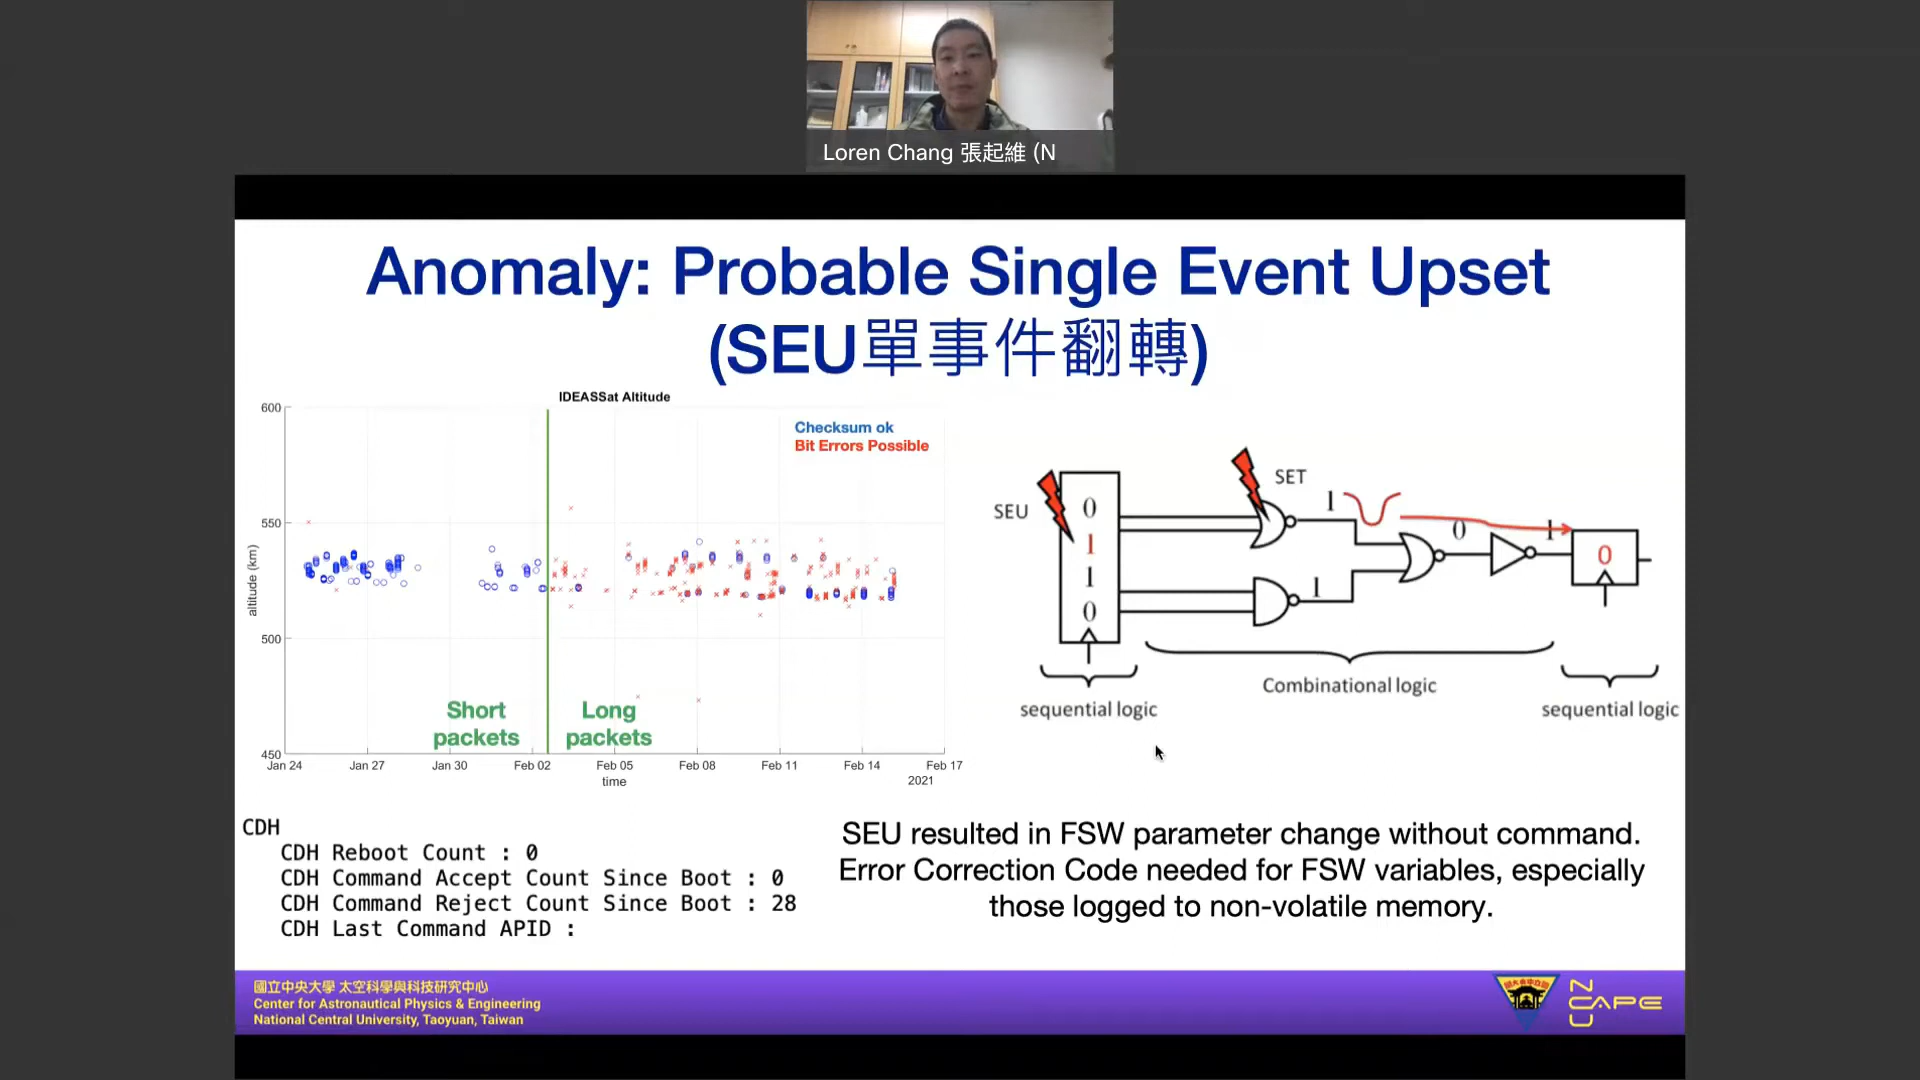 Loren Chang 張起維 (N
Anomaly: Probable Single Event Upset
(SEU單事件翻轉)
IDEASSat Altitude
Checksum ok
Bit Errors Possible
600
550
500
450
altitude (km)
Short
packets
Long
packets
Jan 24 Jan 27 Jan 30 Feb 02 Feb 05 Feb 08 Feb 11 Feb 14 Feb 17
time
2021
SEU
SET
0
1
1
0
1
1
0
1
0
sequential logic
Combinational logic
sequential logic
CDH
CDH Reboot Count : 0
CDH Command Accept Count Since Boot : 0
CDH Command Reject Count Since Boot : 28
CDH Last Command APID :
SEU resulted in FSW parameter change without command.
Error Correction Code needed for FSW variables, especially
those logged to non-volatile memory.
國立中央大學 太空科學與科技研究中心
Center for Astronautical Physics & Engineering
National Central University, Taoyuan, Taiwan
N
CAPE
U